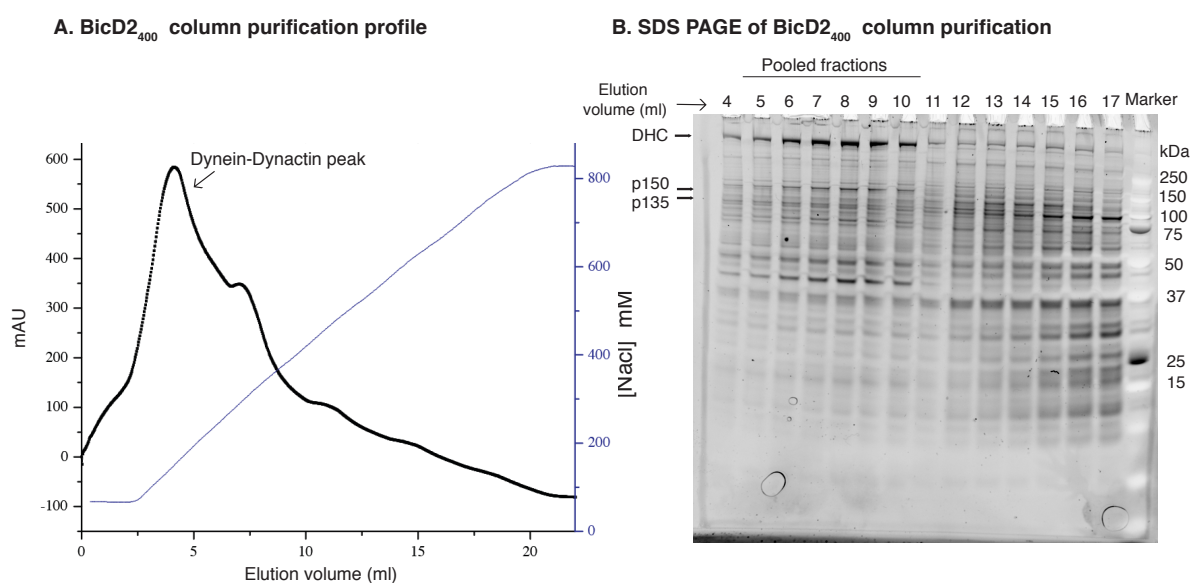 A. BicD2400 column purification profile
B. SDS PAGE of BicD2400 column purification
Dynein-Dynactin peak
600
500
400
300
200
100
0
-100
mAU
0
5
10
15
20
Elution volume (ml)
800
600
400
200
0
[Nacl] mM
Pooled fractions
Elution
volume (ml)
4 5 6 7 8 9 10 11 12 13 14 15 16 17 Marker
DHC
p150
p135
kDa
250
150
100
75
50
37
25
15